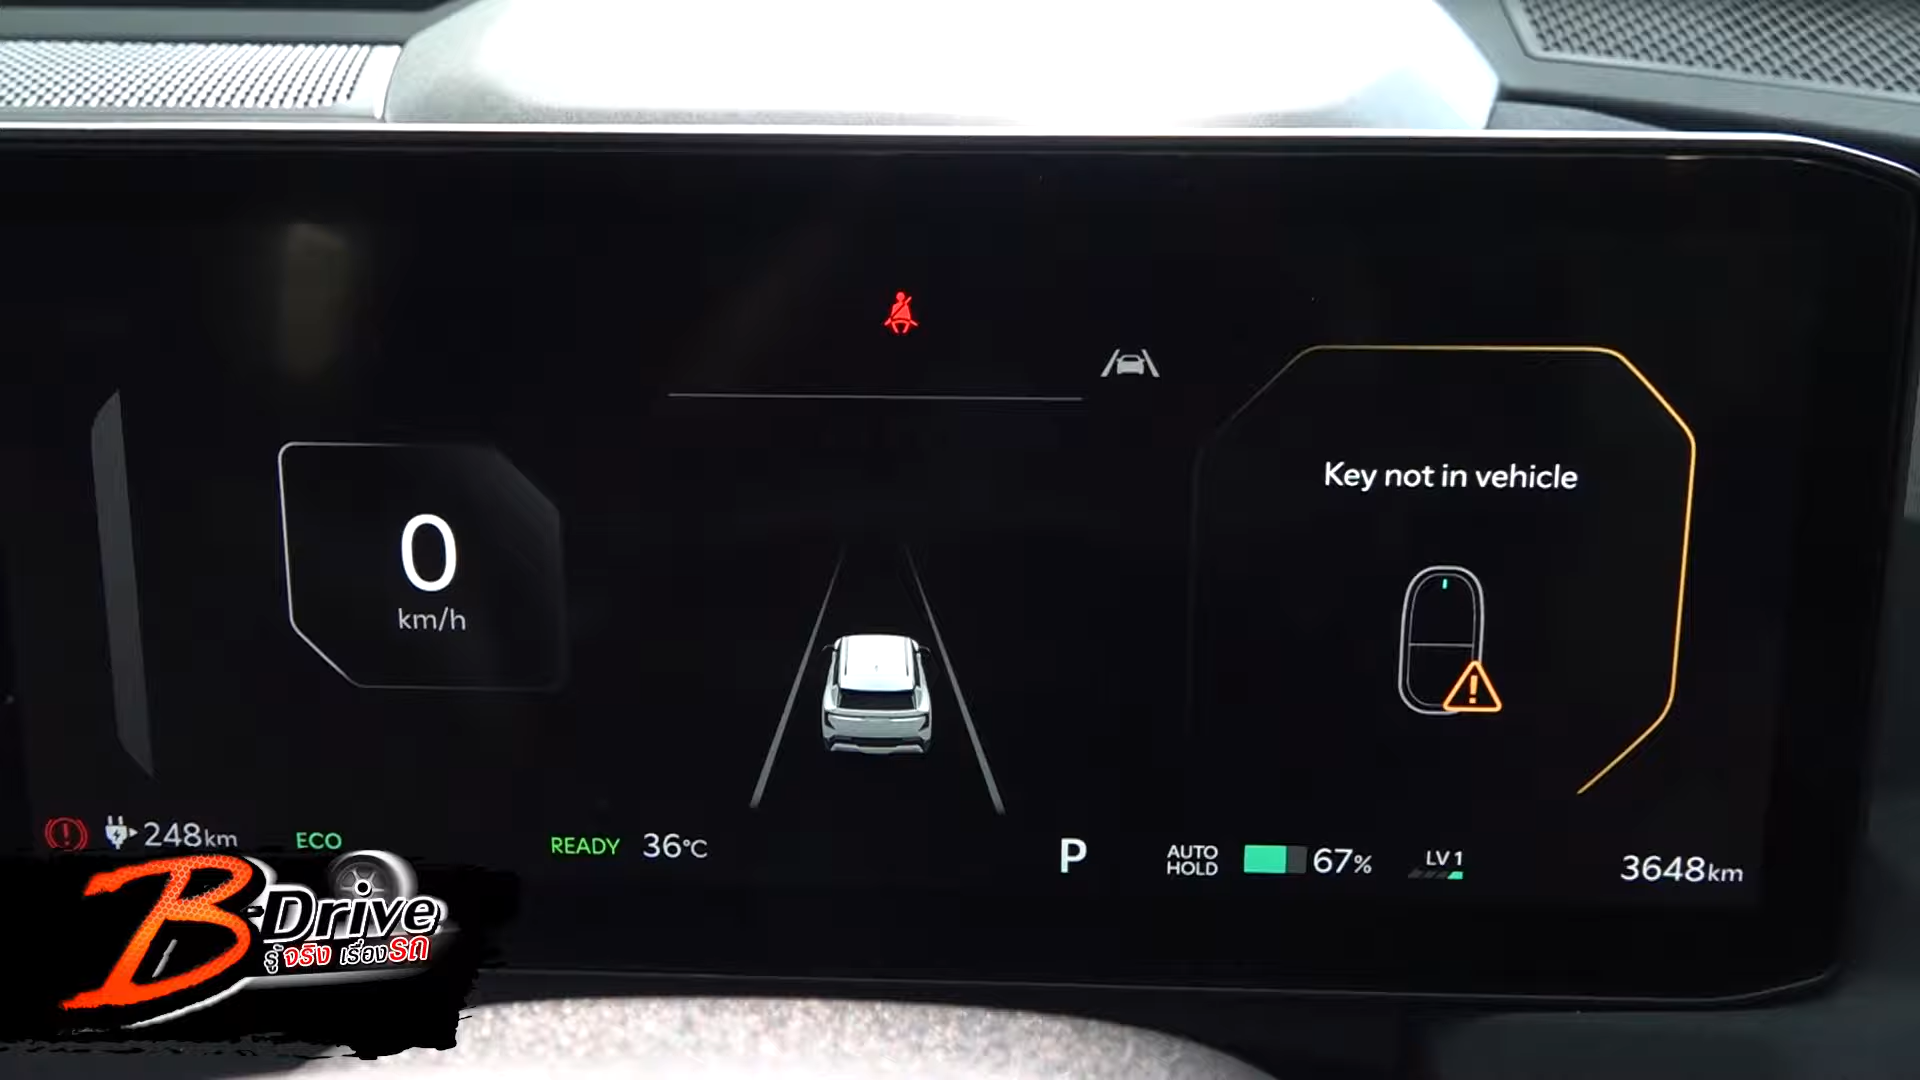 Key not in vehicle
0
km/h
248km
ECO
READY
36°C
P
AUTO
HOLD
67%
LV 1
3648km
B-Drive
รู้จริง เรื่องรถ